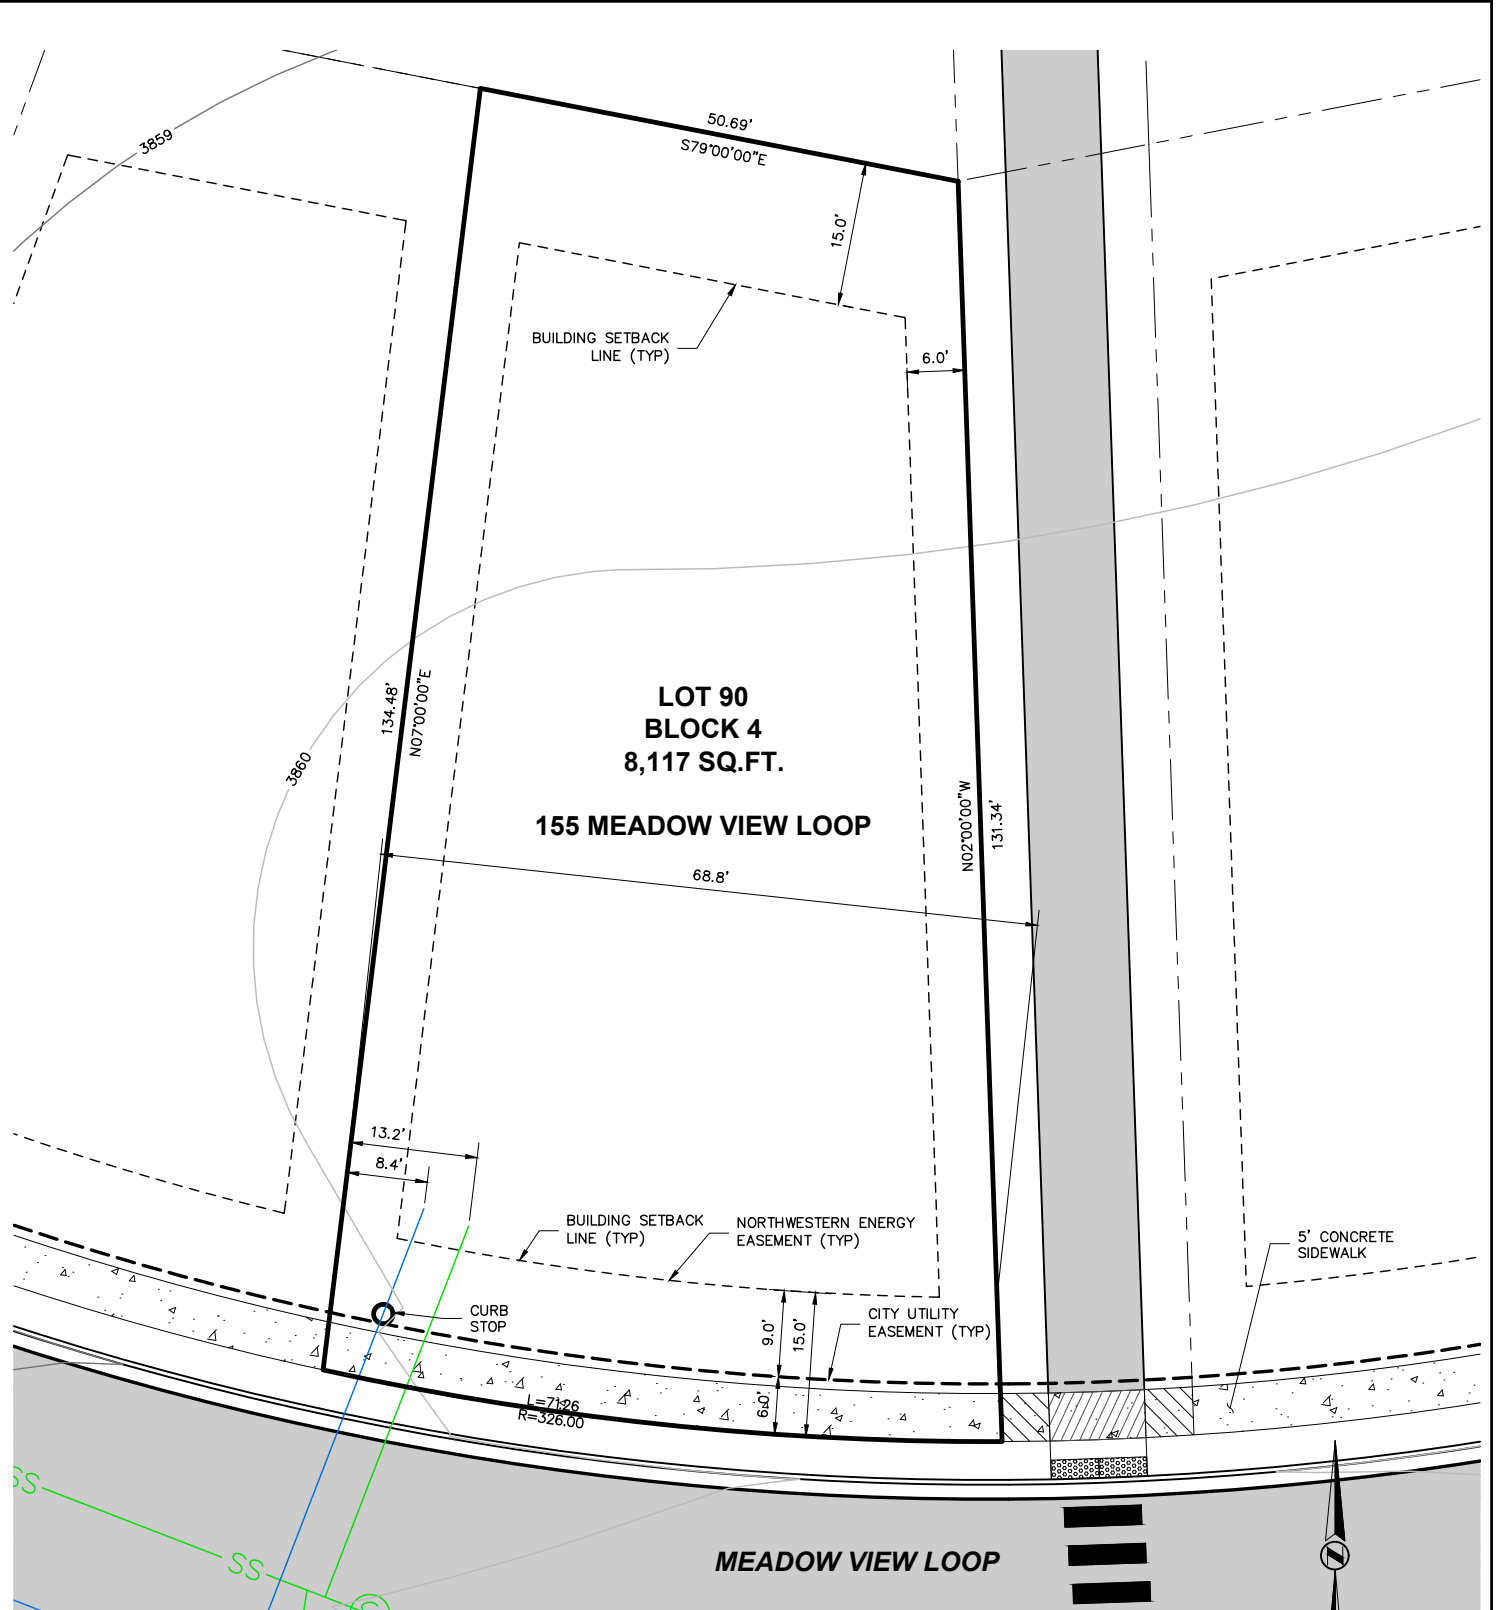 50.69'
S79°00'00"E
3859
15.0'
BUILDING SETBACK
LINE (TYP)
6.0'
134.48'
N07°00'00"E
LOT 90
BLOCK 4
8,117 SQ.FT.
3860
155 MEADOW VIEW LOOP
N02°00'00"W
131.34'
68.8'
13.2'
8.4'
BUILDING SETBACK
LINE (TYP)
NORTHWESTERN ENERGY
EASEMENT (TYP)
5' CONCRETE
SIDEWALK
CURB
STOP
9.0'
15.0'
CITY UTILITY
EASEMENT (TYP)
6.0'
L=71.26
R=326.00
SS
SS
MEADOW VIEW LOOP